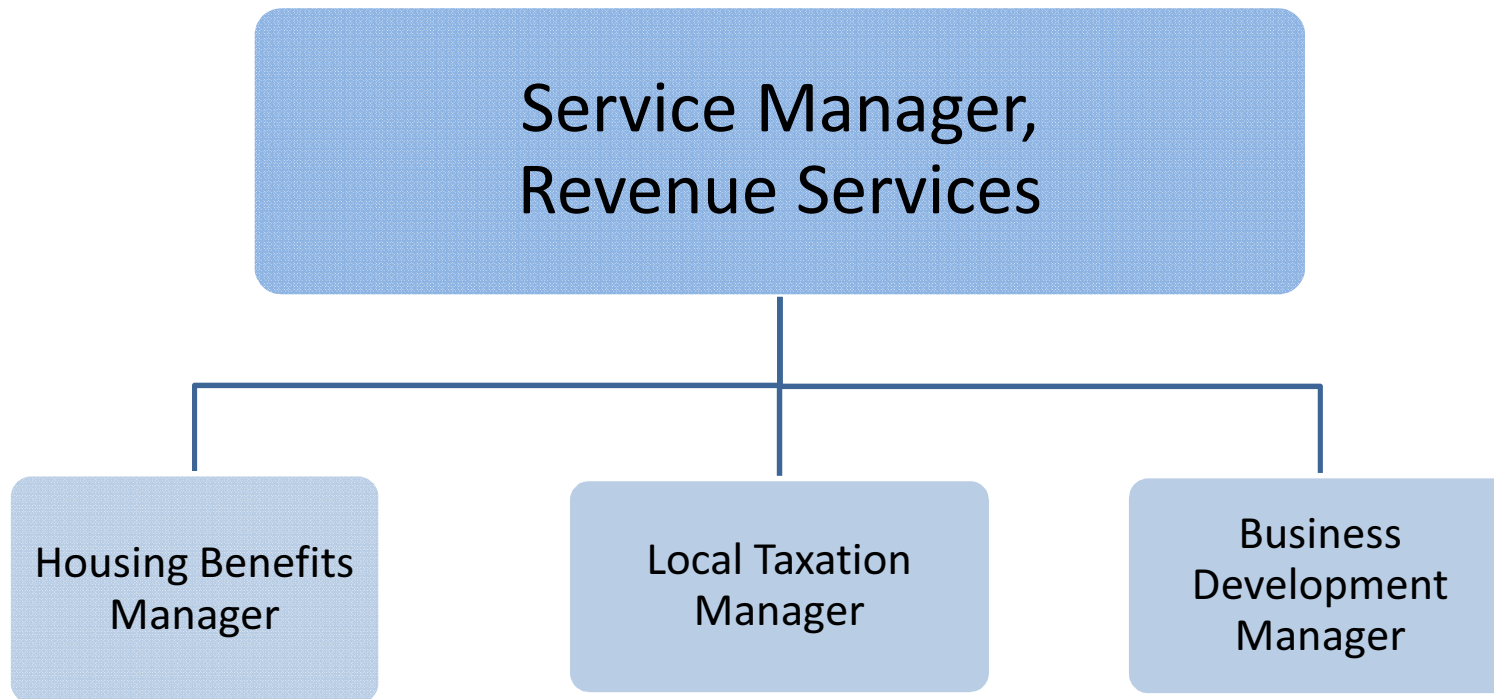 Service Manager,
Revenue Services
Housing Benefits
Manager
Local Taxation
Manager
Business
Development
Manager